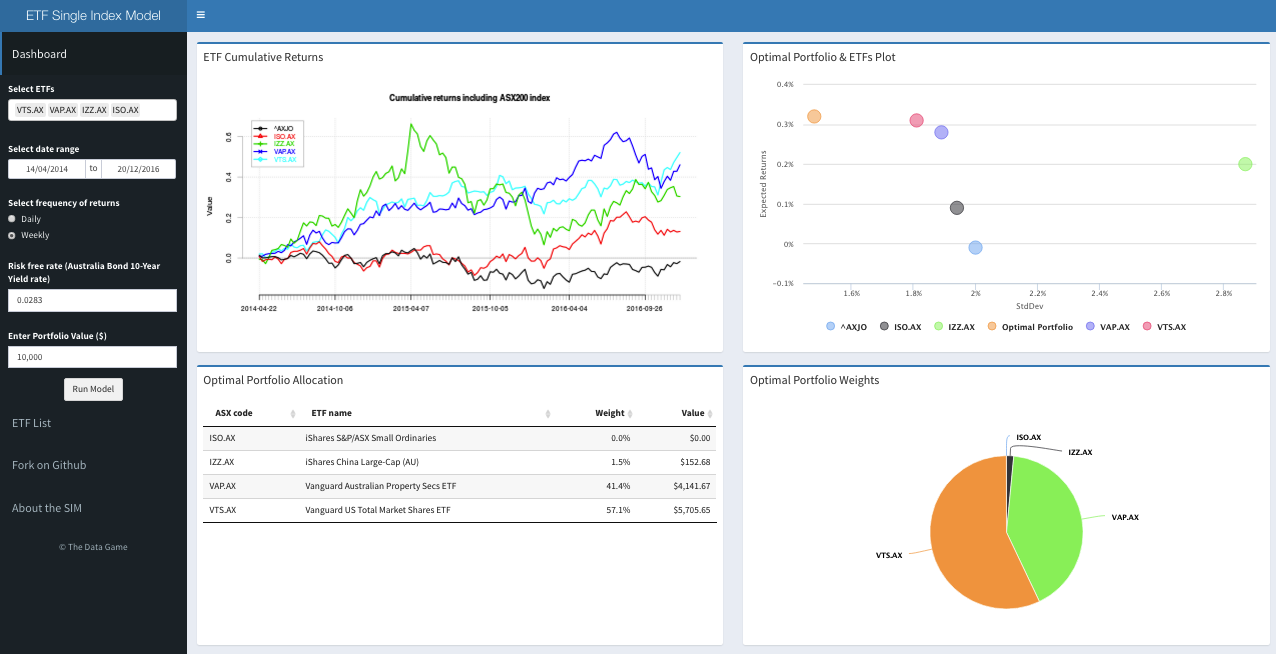 ETF Single Index Model
Dashboard
Select ETFs
VTS.AX VAP.AX IZZ.AX ISO.AX
Select date range
14/04/2014 to 20/12/2016
Select frequency of returns
Daily
Weekly
Risk free rate (Australia Bond 10-Year
Yield rate)
0.0283
Enter Portfolio Value ($)
10,000
Run Model
ETF List
Fork on Github
About the SIM
© The Data Game
ETF Cumulative Returns
Cumulative returns including ASX200 index
^AXJO
ISO.AX
IZZ.AX
VAP.AX
VTS.AX
Value
0.6
0.4
0.2
0.0
2014-04-22 2014-10-06 2015-04-07 2015-10-05 2016-04-04 2016-09-26
Optimal Portfolio & ETFs Plot
Expected Returns
0.4%
0.3%
0.2%
0.1%
0%
−0.1%
1.6% 1.8% 2% 2.2% 2.4% 2.6% 2.8%
StdDev
^AXJO ISO.AX IZZ.AX Optimal Portfolio VAP.AX VTS.AX
Optimal Portfolio Allocation
ASX code ETF name Weight Value
ISO.AX iShares S&P/ASX Small Ordinaries 0.0% $0.00
IZZ.AX iShares China Large-Cap (AU) 1.5% $152.68
VAP.AX Vanguard Australian Property Secs ETF 41.4% $4,141.67
VTS.AX Vanguard US Total Market Shares ETF 57.1% $5,705.65
Optimal Portfolio Weights
ISO.AX
IZZ.AX
VAP.AX
VTS.AX